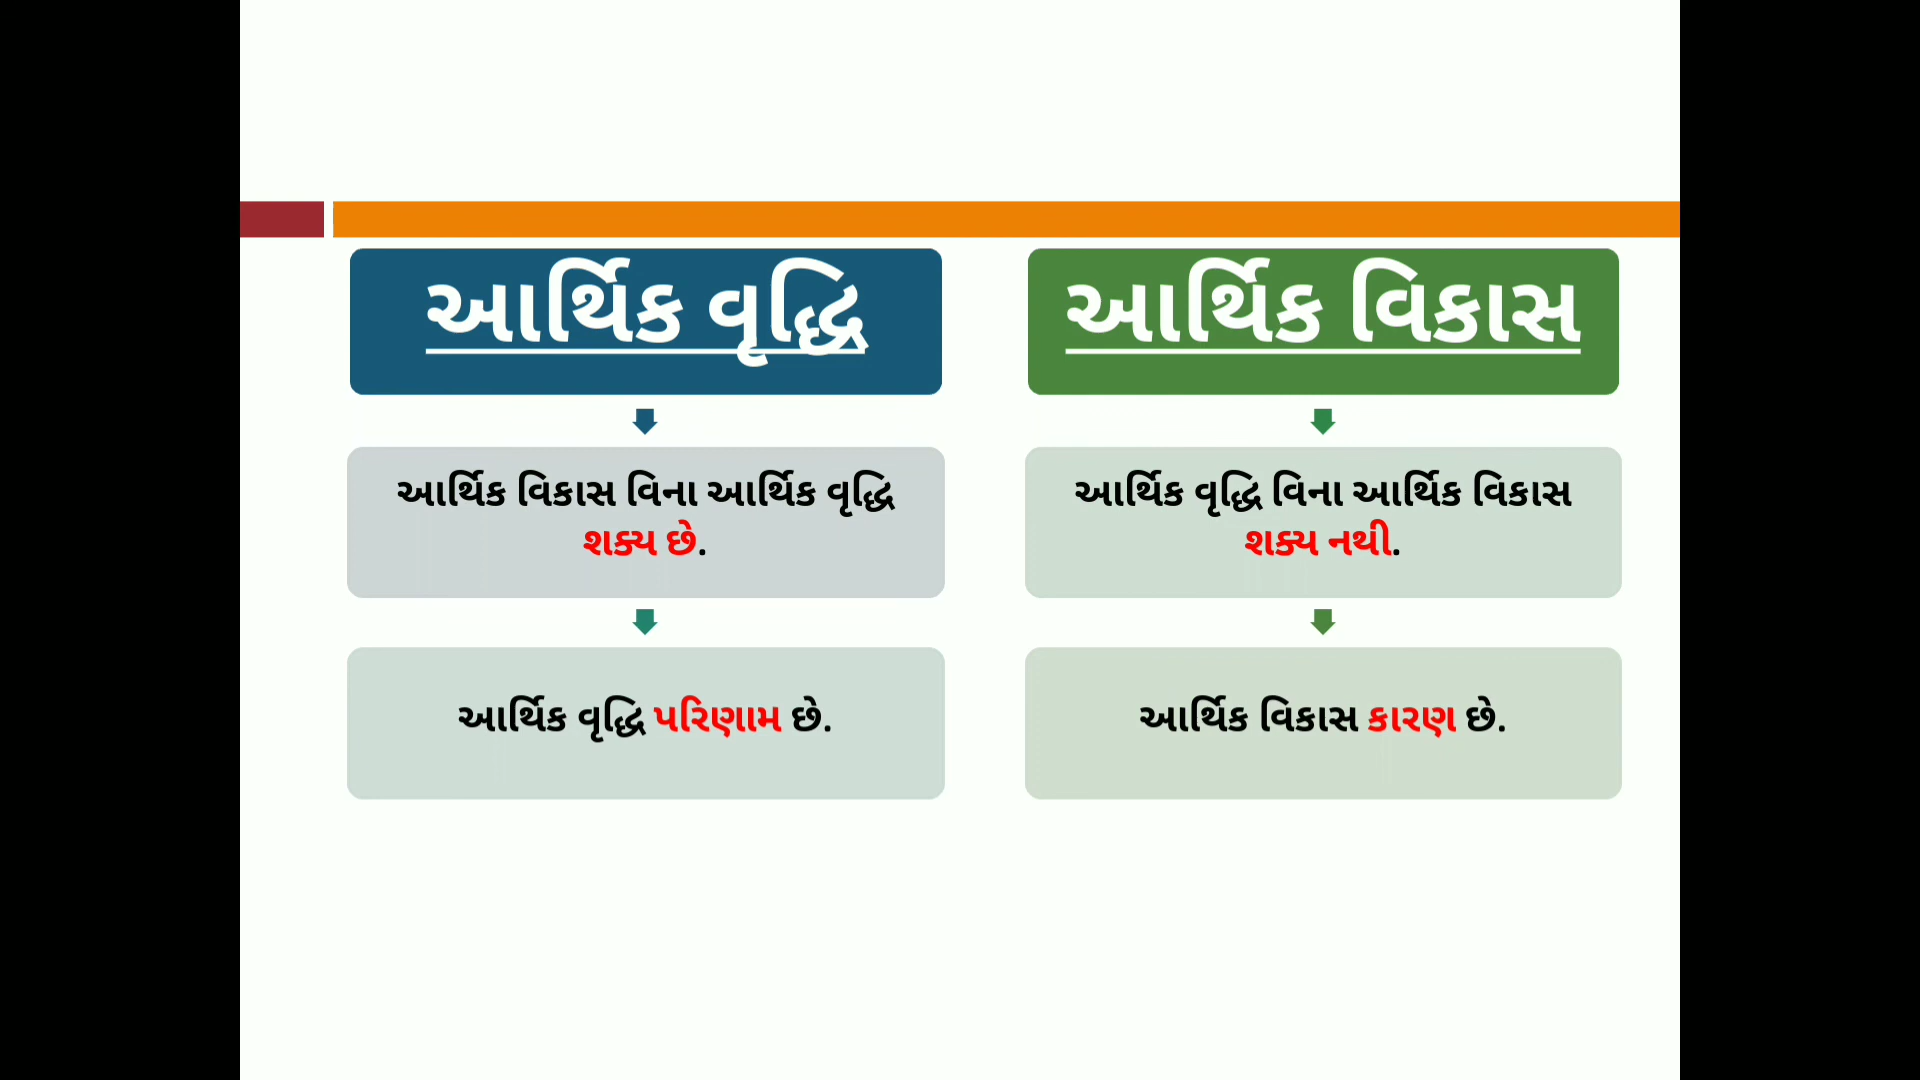 આર્થિક વૃદ્ધિ
આર્થિક વિકાસ વિના આર્થિક વૃદ્ધિ
શક્ય છે.
આર્થિક વૃદ્ધિ પરિણામ છે.
આર્થિક વિકાસ
આર્થિક વૃદ્ધિ વિના આર્થિક વિકાસ
શક્ય નથી.
આર્થિક વિકાસ કારણ છે.